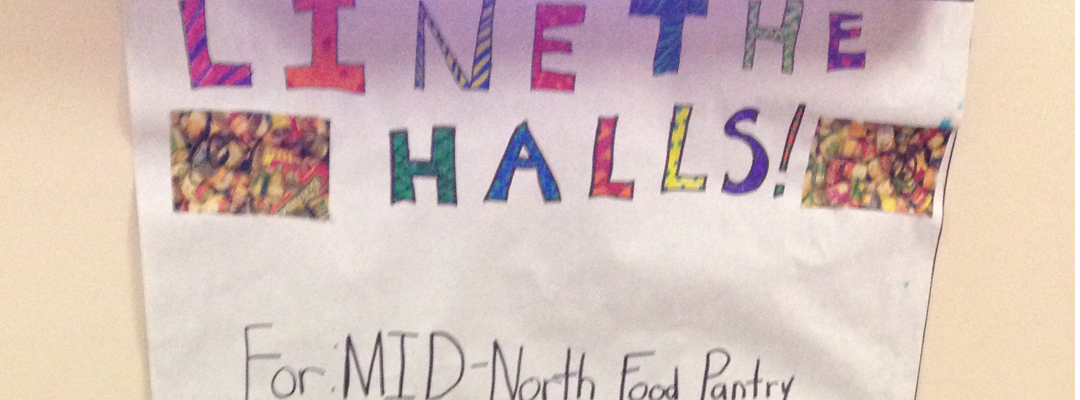 LINE THE
HALLS!
For: MID-North Food Pantry